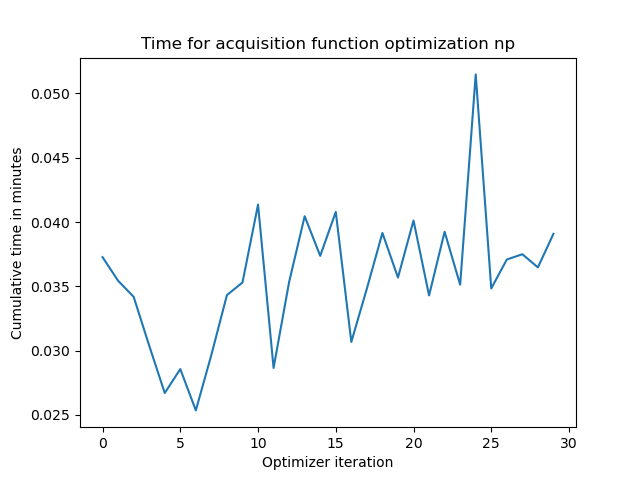 Time for acquisition function optimization np
Cumulative time in minutes
0.050
0.045
0.040
0.035
0.030
0.025
0 5 10 15 20 25 30
Optimizer iteration